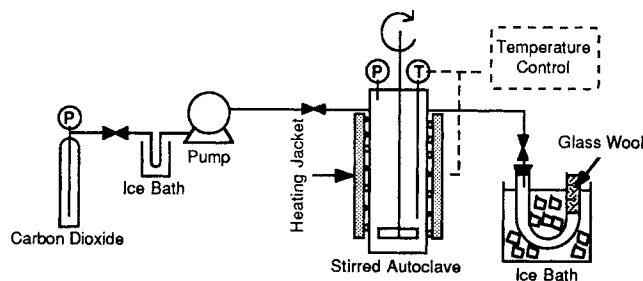 Temperature
Control
P
T
P
Heating Jacket
Glass Wool
Pump
Ice Bath
Carbon Dioxide
Stirred Autoclave
Ice Bath